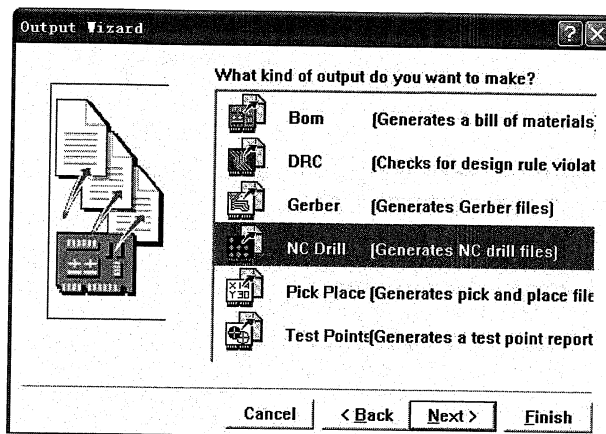 Output Wizard
What kind of output do you want to make?
Bom [Generates a bill of materials]
DRC (Checks for design rule violat
Gerber [Generates Gerber files]
NC Drill [Generates NC drill files]
Pick Place [Generates pick and place file
Test Points[Generates a test point report
X14
Y30
Cancel < Back Next > Finish